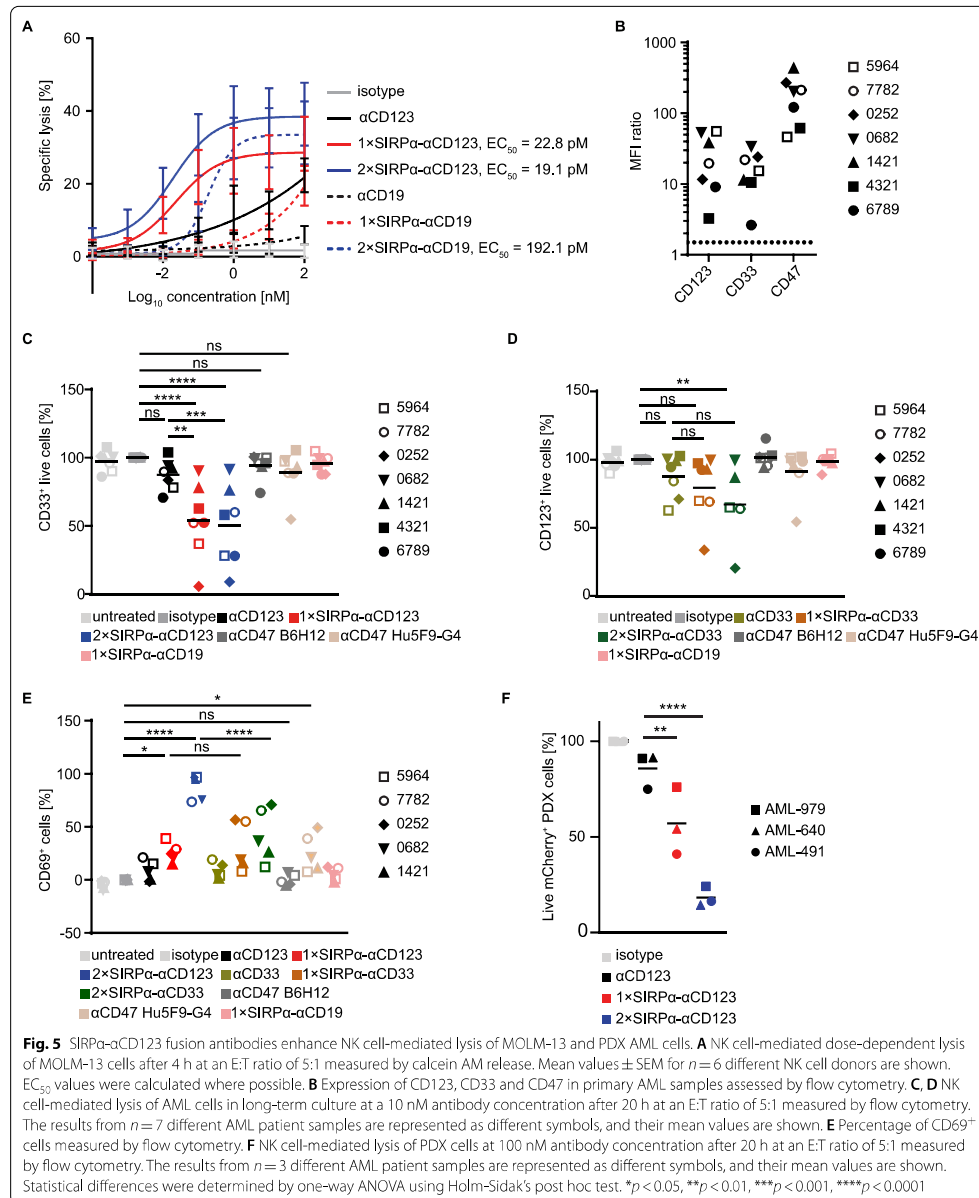 A
60
40
20
0
Specific lysis [%]
-2
0
2
Log10 concentration [nM]
isotype
αCD123
1×SIRPα-αCD123, EC50 = 22.8 pM
2×SIRPα-αCD123, EC50 = 19.1 pM
αCD19
1×SIRPα-αCD19
2×SIRPα-αCD19, EC50 = 192.1 pM
B
1000
100
10
1
MFI ratio
CD123
CD33
CD47
5964
7782
0252
0682
1421
4321
6789
C
ns
ns
****
****
ns
***
**
150
100
50
0
CD33+ live cells [%]
5964
7782
0252
0682
1421
4321
6789
untreated isotype αCD123 1×SIRPα-αCD123
2×SIRPα-αCD123 αCD47 B6H12 αCD47 Hu5F9-G4
1×SIRPα-αCD19
D
**
ns
ns
ns
ns
150
100
50
0
CD123+ live cells [%]
5964
7782
0252
0682
1421
4321
6789
untreated isotype αCD33 1×SIRPα-αCD33
2×SIRPα-αCD33 αCD47 B6H12 αCD47 Hu5F9-G4
1×SIRPα-αCD19
E
*
ns
****
****
*
ns
150
100
50
0
-50
CD69+ cells [%]
5964
7782
0252
0682
1421
untreated isotype αCD123 1×SIRPα-αCD123
2×SIRPα-αCD123 αCD33 1×SIRPα-αCD33
2×SIRPα-αCD33 αCD47 B6H12
αCD47 Hu5F9-G4 1×SIRPα-αCD19
F
****
**
100
50
0
Live mCherry+ PDX cells [%]
AML-979
AML-640
AML-491
isotype
αCD123
1×SIRPα-αCD123
2×SIRPα-αCD123
Fig. 5 SIRPα-αCD123 fusion antibodies enhance NK cell-mediated lysis of MOLM-13 and PDX AML cells. A NK cell-mediated dose-dependent lysis
of MOLM-13 cells after 4 h at an E:T ratio of 5:1 measured by calcein AM release. Mean values ± SEM for n = 6 different NK cell donors are shown.
EC50 values were calculated where possible. B Expression of CD123, CD33 and CD47 in primary AML samples assessed by flow cytometry. C, D NK
cell-mediated lysis of AML cells in long-term culture at a 10 nM antibody concentration after 20 h at an E:T ratio of 5:1 measured by flow cytometry.
The results from n = 7 different AML patient samples are represented as different symbols, and their mean values are shown. E Percentage of CD69+
cells measured by flow cytometry. F NK cell-mediated lysis of PDX cells at 100 nM antibody concentration after 20 h at an E:T ratio of 5:1 measured
by flow cytometry. The results from n = 3 different AML patient samples are represented as different symbols, and their mean values are shown.
Statistical differences were determined by one-way ANOVA using Holm-Sidak's post hoc test. *p < 0.05, **p < 0.01, ***p < 0.001, ****p < 0.0001